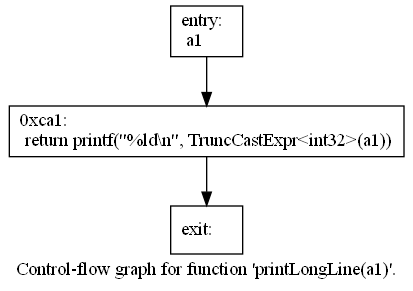 entry:
a1
0xca1:
return printf("%ld\n", TruncCastExpr<int32>(a1))
exit:
Control-flow graph for function 'printLongLine(a1)'.